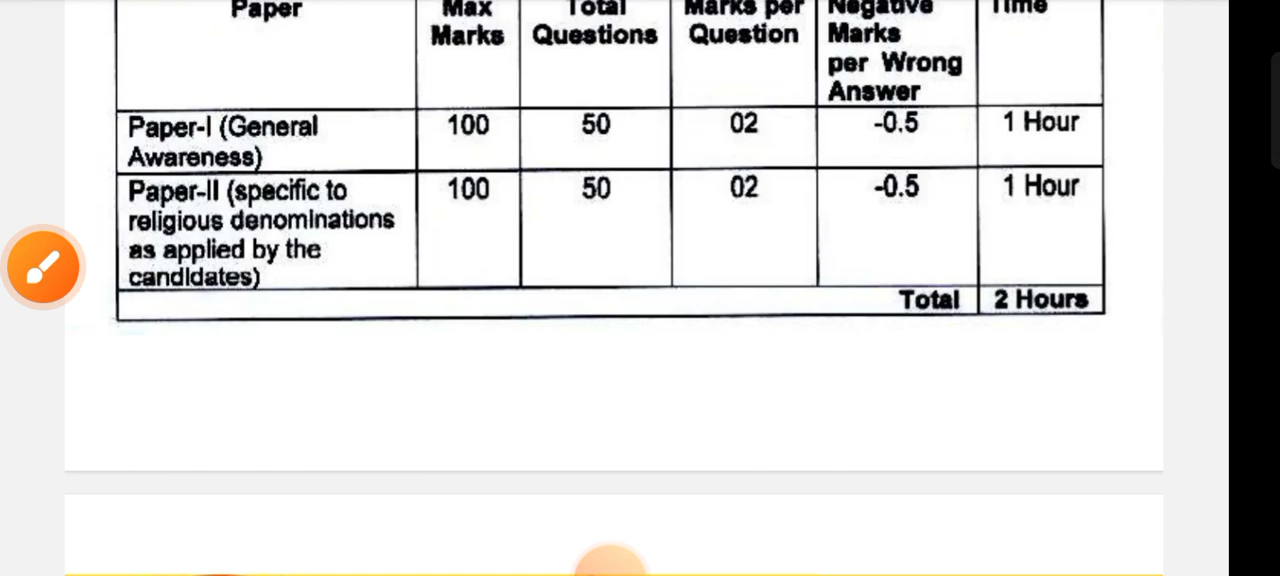 Paper Max Total Marks per Negative Time
Marks Questions Question Marks
per Wrong
Answer
Paper-I (General 100 50 02 -0.5 1 Hour
Awareness)
Paper-II (specific to 100 50 02 -0.5 1 Hour
religious denominations
as applied by the
candidates)
Total 2 Hours